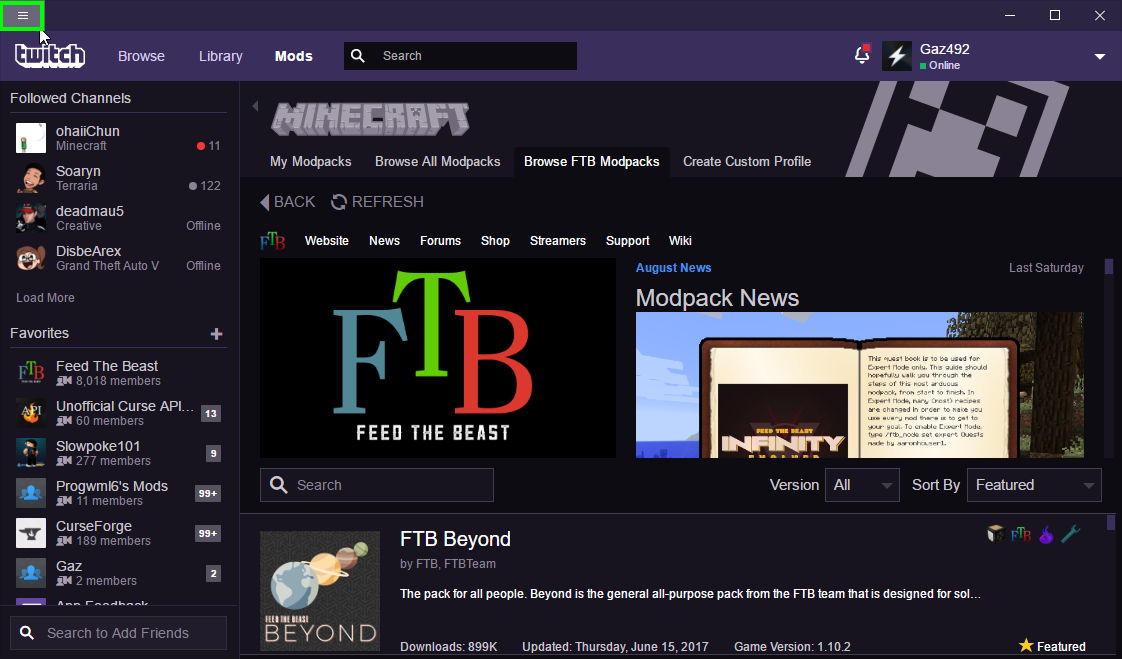 twitch
Browse
Library
Mods
Search
Gaz492
Online
Followed Channels
ohaiiChun
Minecraft
11
Soaryn
Terraria
122
deadmau5
Creative
Offline
DisbeArex
Grand Theft Auto V
Offline
Load More
Favorites
FTB
Feed The Beast
8,018 members
API
Unofficial Curse API...
60 members
13
Slowpoke101
277 members
9
Progwml6's Mods
11 members
99+
CurseForge
189 members
99+
Gaz
2 members
2
App Feedback
Search to Add Friends
MINECRAFT
My Modpacks
Browse All Modpacks
Browse FTB Modpacks
Create Custom Profile
BACK
REFRESH
FTB
Website
News
Forums
Shop
Streamers
Support
Wiki
FTB
FEED THE BEAST
August News
Last Saturday
Modpack News
FEED THE BEAST
INFINITY
EVOLVED
This quest book is to be used for
Expert Mode only. This guide should
hopefully walk you through the
steps of this most arduous
modpack, from start to finish. In
Expert Mode, many (most) recipes
are changed in order to make you
use every mod there is to get to
your goal. To enable Expert Mode,
type /ftb_mode set expert Quests
made by aaronhowser1.
Search
Version
All
Sort By
Featured
FEED THE BEAST
BEYOND
FTB Beyond
by FTB, FTBTeam
The pack for all people. Beyond is the general all-purpose pack from the FTB team that is designed for sol...
Downloads: 899K
Updated: Thursday, June 15, 2017
Game Version: 1.10.2
FTB
Featured